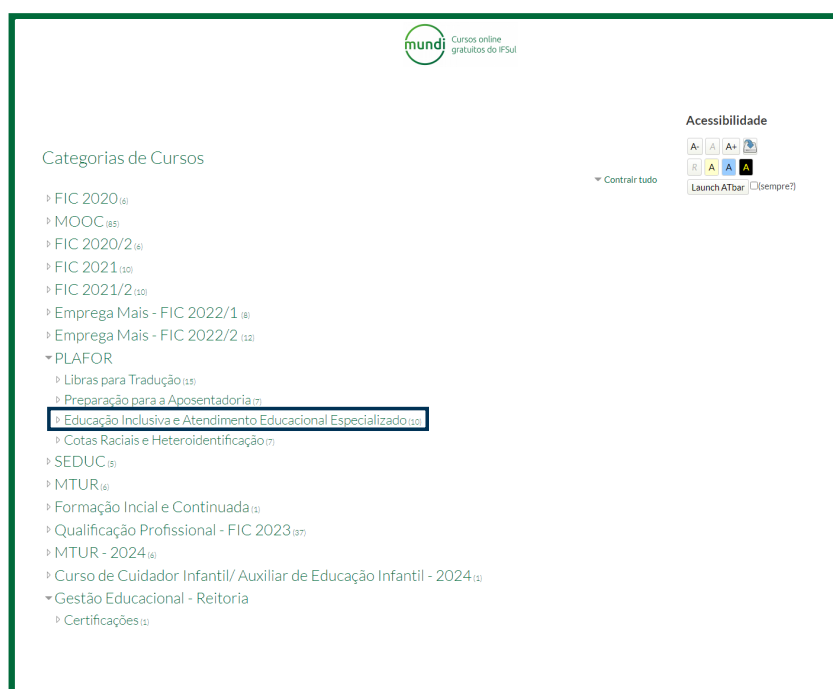 mundi
Cursos online
gratuitos do IFSul
Acessibilidade
A- A A+
R A A A
Launch ATbar (sempre?)
Categorias de Cursos
Contrair tudo
FIC 2020 (6)
MOOC (85)
FIC 2020/2 (6)
FIC 2021 (10)
FIC 2021/2 (10)
Emprega Mais - FIC 2022/1 (8)
Emprega Mais - FIC 2022/2 (12)
PLAFOR
Libras para Tradução (15)
Preparação para a Aposentadoria (7)
Educação Inclusiva e Atendimento Educacional Especializado (10)
Cotas Raciais e Heteroidentificação (7)
SEDUC (5)
MTUR (6)
Formação Incial e Continuada (1)
Qualificação Profissional - FIC 2023 (37)
MTUR - 2024 (6)
Curso de Cuidador Infantil/ Auxiliar de Educação Infantil - 2024 (1)
Gestão Educacional - Reitoria
Certificações (1)